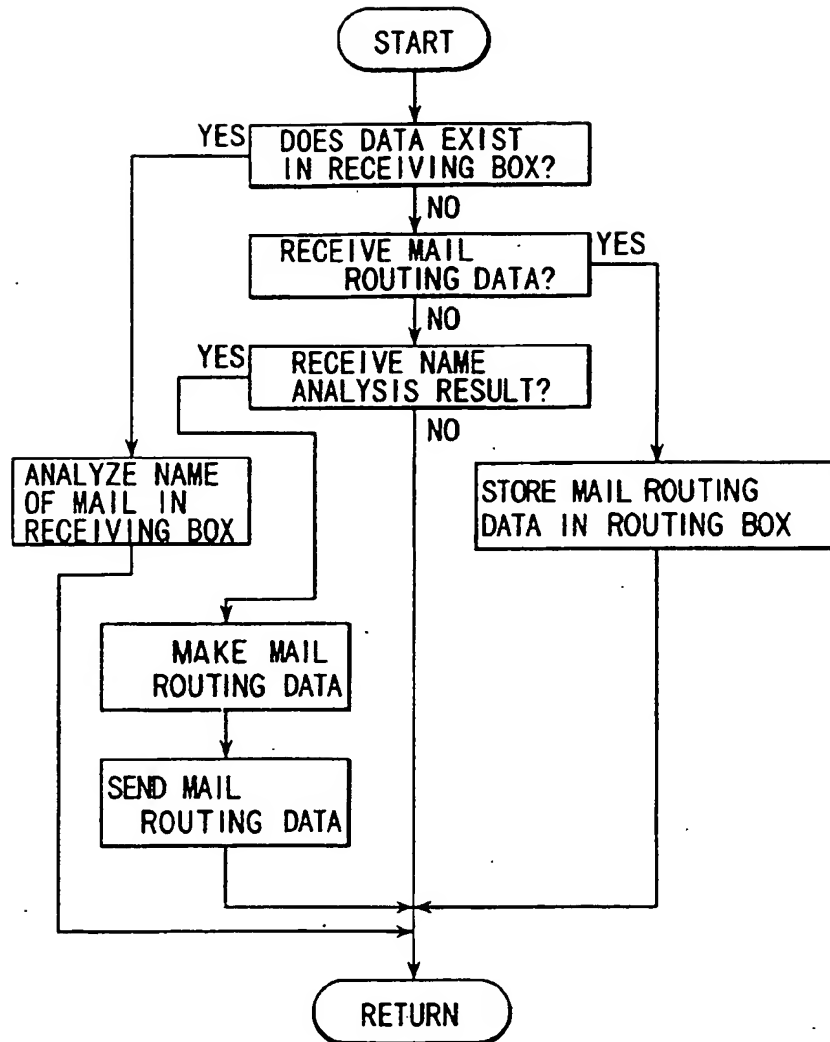 START
YES
DOES DATA EXIST
IN RECEIVING BOX?
NO
RECEIVE MAIL
ROUTING DATA?
YES
NO
YES
RECEIVE NAME
ANALYSIS RESULT?
NO
ANALYZE NAME
OF MAIL IN
RECEIVING BOX
STORE MAIL ROUTING
DATA IN ROUTING BOX
MAKE MAIL
ROUTING DATA
SEND MAIL
ROUTING DATA
RETURN